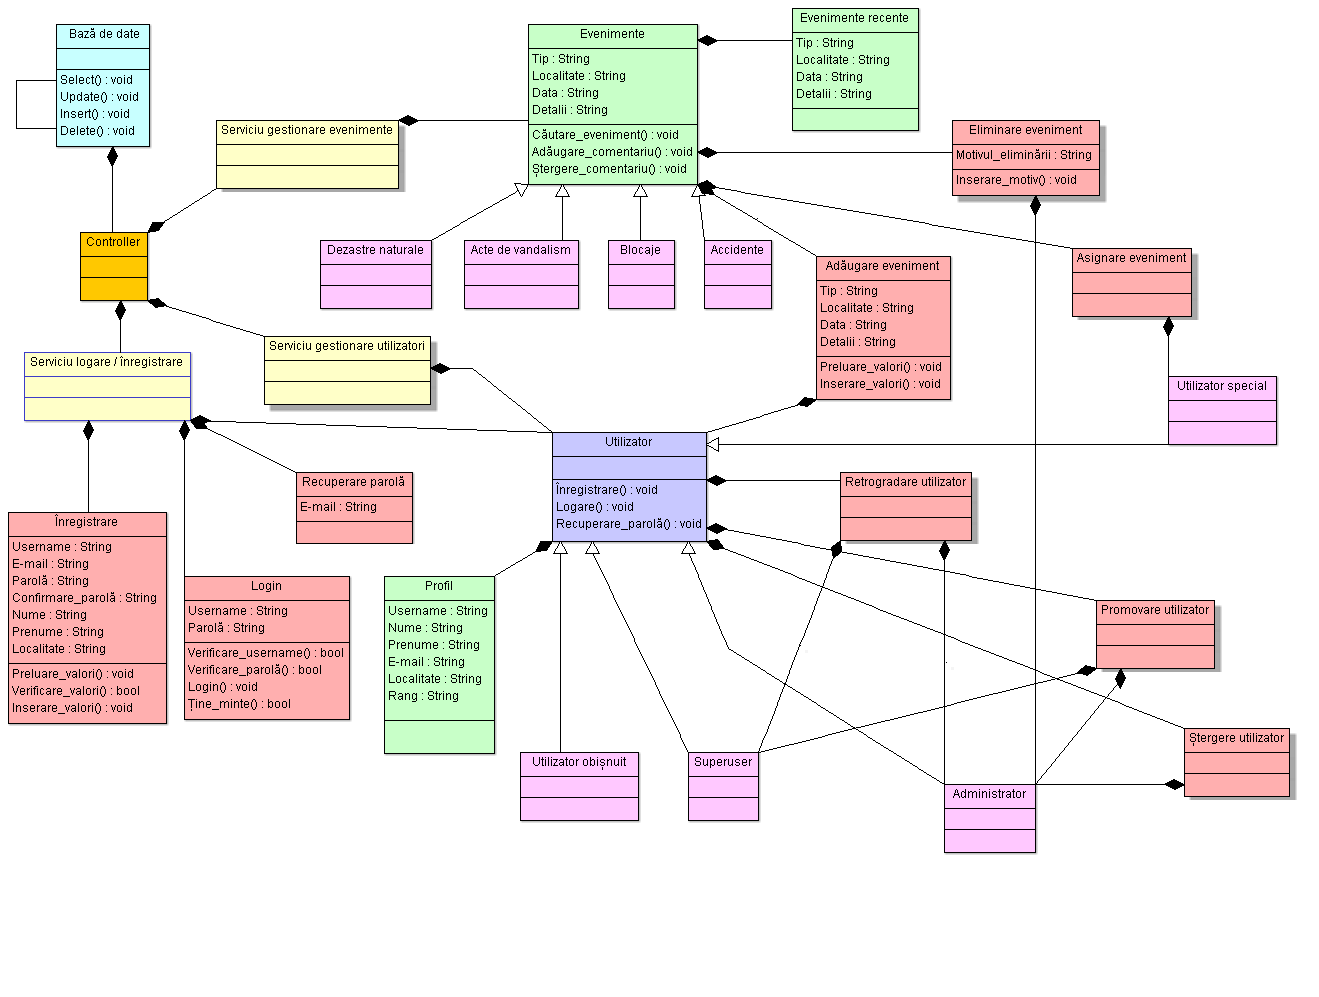 Bază de date
Select() : void
Update() : void
Insert() : void
Delete() : void
Evenimente
Tip : String
Localitate : String
Data : String
Detalii : String
Căutare_eveniment() : void
Adăugare_comentariu() : void
Ștergere_comentariu() : void
Evenimente recente
Tip : String
Localitate : String
Data : String
Detalii : String
Serviciu gestionare evenimente
Eliminare eveniment
Motivul_eliminării : String
Inserare_motiv() : void
Controller
Dezastre naturale
Acte de vandalism
Blocaje
Accidente
Adăugare eveniment
Tip : String
Localitate : String
Data : String
Detalii : String
Preluare_valori() : void
Inserare_valori() : void
Asignare eveniment
Serviciu logare / înregistrare
Serviciu gestionare utilizatori
Utilizator special
Utilizator
Înregistrare() : void
Logare() : void
Recuperare_parolă() : void
Recuperare parolă
E-mail : String
Retrogradare utilizator
Înregistrare
Username : String
E-mail : String
Parolă : String
Confirmare_parolă : String
Nume : String
Prenume : String
Localitate : String
Preluare_valori() : void
Verificare_valori() : bool
Inserare_valori() : void
Login
Username : String
Parolă : String
Verificare_username() : bool
Verificare_parolă() : bool
Login() : void
Ține_minte() : bool
Profil
Username : String
Nume : String
Prenume : String
E-mail : String
Localitate : String
Rang : String
Promovare utilizator
Utilizator obișnuit
Superuser
Administrator
Ștergere utilizator